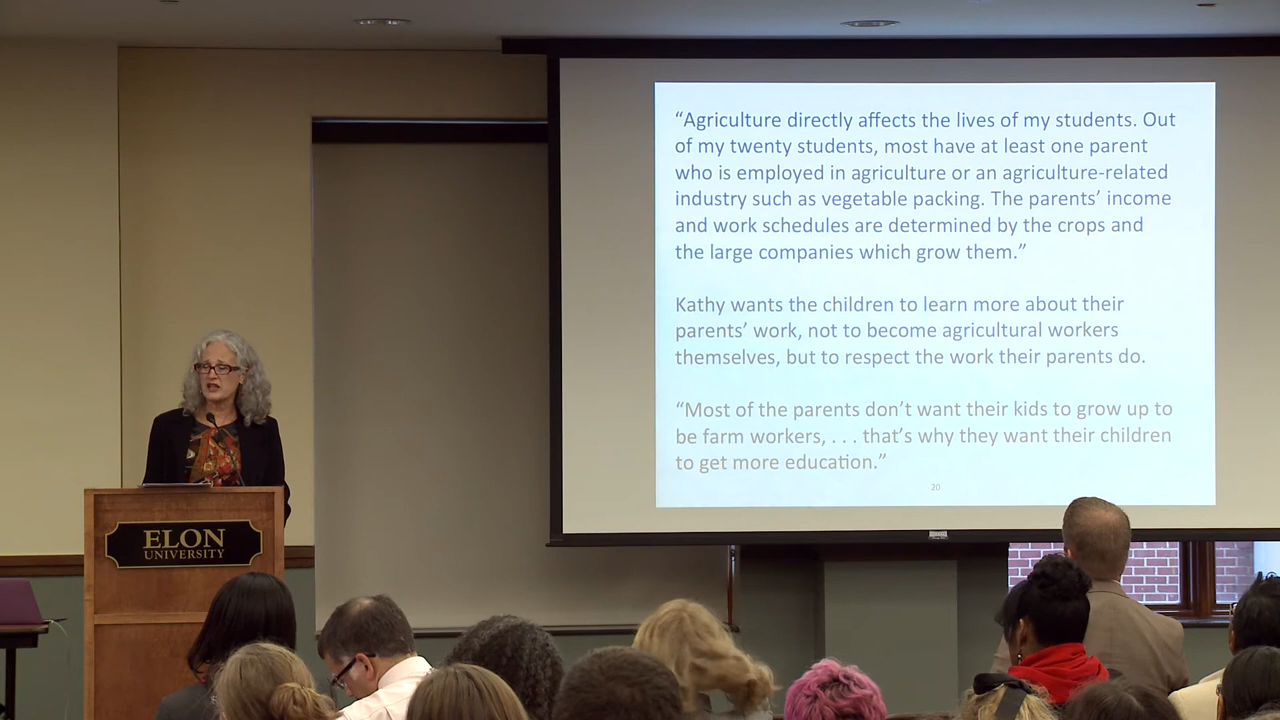 “Agriculture directly affects the lives of my students. Out
of my twenty students, most have at least one parent
who is employed in agriculture or an agriculture-related
industry such as vegetable packing. The parents’ income
and work schedules are determined by the crops and
the large companies which grow them.”
Kathy wants the children to learn more about their
parents’ work, not to become agricultural workers
themselves, but to respect the work their parents do.
“Most of the parents don’t want their kids to grow up to
be farm workers, . . . that’s why they want their children
to get more education.”
20
ELON
UNIVERSITY